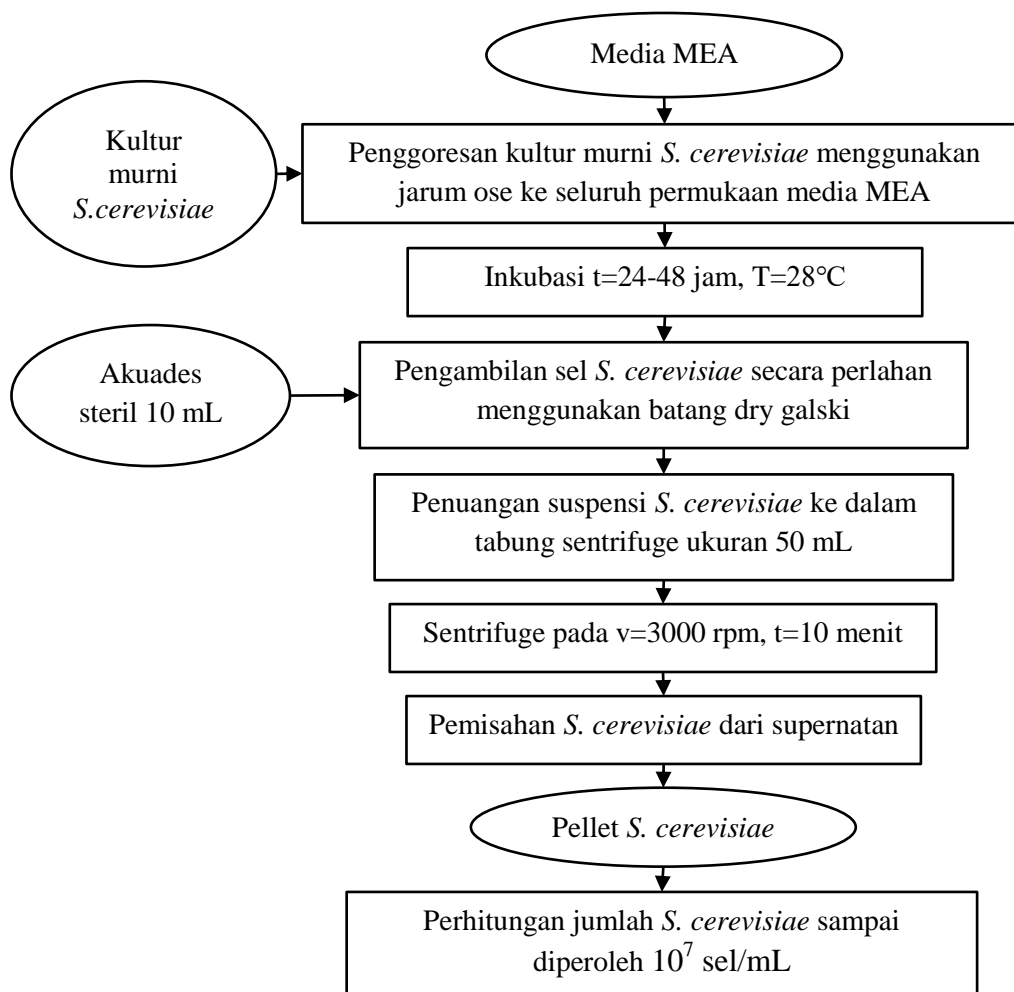 Media MEA
Kultur
murni
S.cerevisiae
Penggoresan kultur murni S. cerevisiae menggunakan
jarum ose ke seluruh permukaan media MEA
Inkubasi t=24-48 jam, T=28°C
Akuades
steril 10 mL
Pengambilan sel S. cerevisiae secara perlahan
menggunakan batang dry galski
Penuangan suspensi S. cerevisiae ke dalam
tabung sentrifuge ukuran 50 mL
Sentrifuge pada v=3000 rpm, t=10 menit
Pemisahan S. cerevisiae dari supernatan
Pellet S. cerevisiae
Perhitungan jumlah S. cerevisiae sampai
diperoleh 10⁷ sel/mL